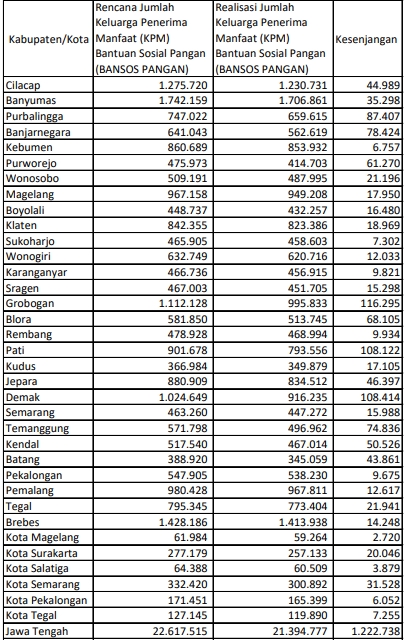 Kabupaten/Kota Rencana Jumlah Keluarga Penerima Manfaat (KPM) Bantuan Sosial Pangan (BANSOS PANGAN) Realisasi Jumlah Keluarga Penerima Manfaat (KPM) Bantuan Sosial Pangan (BANSOS PANGAN) Kesenjangan
Cilacap 1.275.720 1.230.731 44.989
Banyumas 1.742.159 1.706.861 35.298
Purbalingga 747.022 659.615 87.407
Banjarnegara 641.043 562.619 78.424
Kebumen 860.689 853.932 6.757
Purworejo 475.973 414.703 61.270
Wonosobo 509.191 487.995 21.196
Magelang 967.158 949.208 17.950
Boyolali 448.737 432.257 16.480
Klaten 842.355 823.386 18.969
Sukoharjo 465.905 458.603 7.302
Wonogiri 632.749 620.716 12.033
Karanganyar 466.736 456.915 9.821
Sragen 467.003 451.705 15.298
Grobogan 1.112.128 995.833 116.295
Blora 581.850 513.745 68.105
Rembang 478.928 468.994 9.934
Pati 901.678 793.556 108.122
Kudus 366.984 349.879 17.105
Jepara 880.909 834.512 46.397
Demak 1.024.649 916.235 108.414
Semarang 463.260 447.272 15.988
Temanggung 571.798 496.962 74.836
Kendal 517.540 467.014 50.526
Batang 388.920 345.059 43.861
Pekalongan 547.905 538.230 9.675
Pemalang 980.428 967.811 12.617
Tegal 795.345 773.404 21.941
Brebes 1.428.186 1.413.938 14.248
Kota Magelang 61.984 59.264 2.720
Kota Surakarta 277.179 257.133 20.046
Kota Salatiga 64.388 60.509 3.879
Kota Semarang 332.420 300.892 31.528
Kota Pekalongan 171.451 165.399 6.052
Kota Tegal 127.145 119.890 7.255
Jawa Tengah 22.617.515 21.394.777 1.222.738